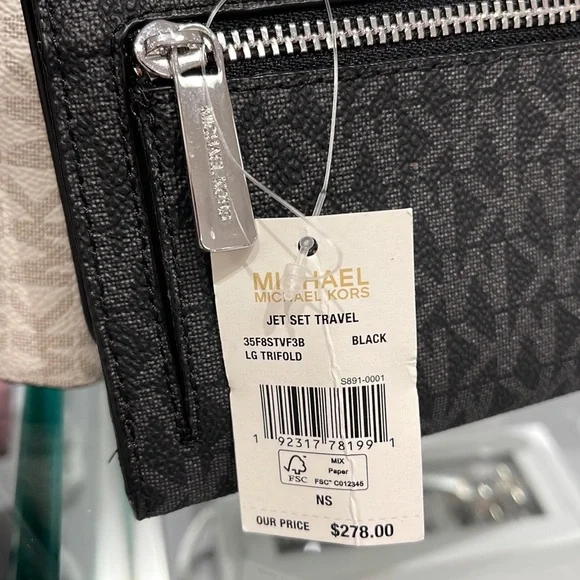 MICHAEL KORS
MICHAEL
MICHAEL KORS
JET SET TRAVEL
35F8STVF3B BLACK
LG TRIFOLD
S891-0001
1 92317 78199 1
FSC
MIX
Paper
FSC™ C012345
NS
OUR PRICE $278.00